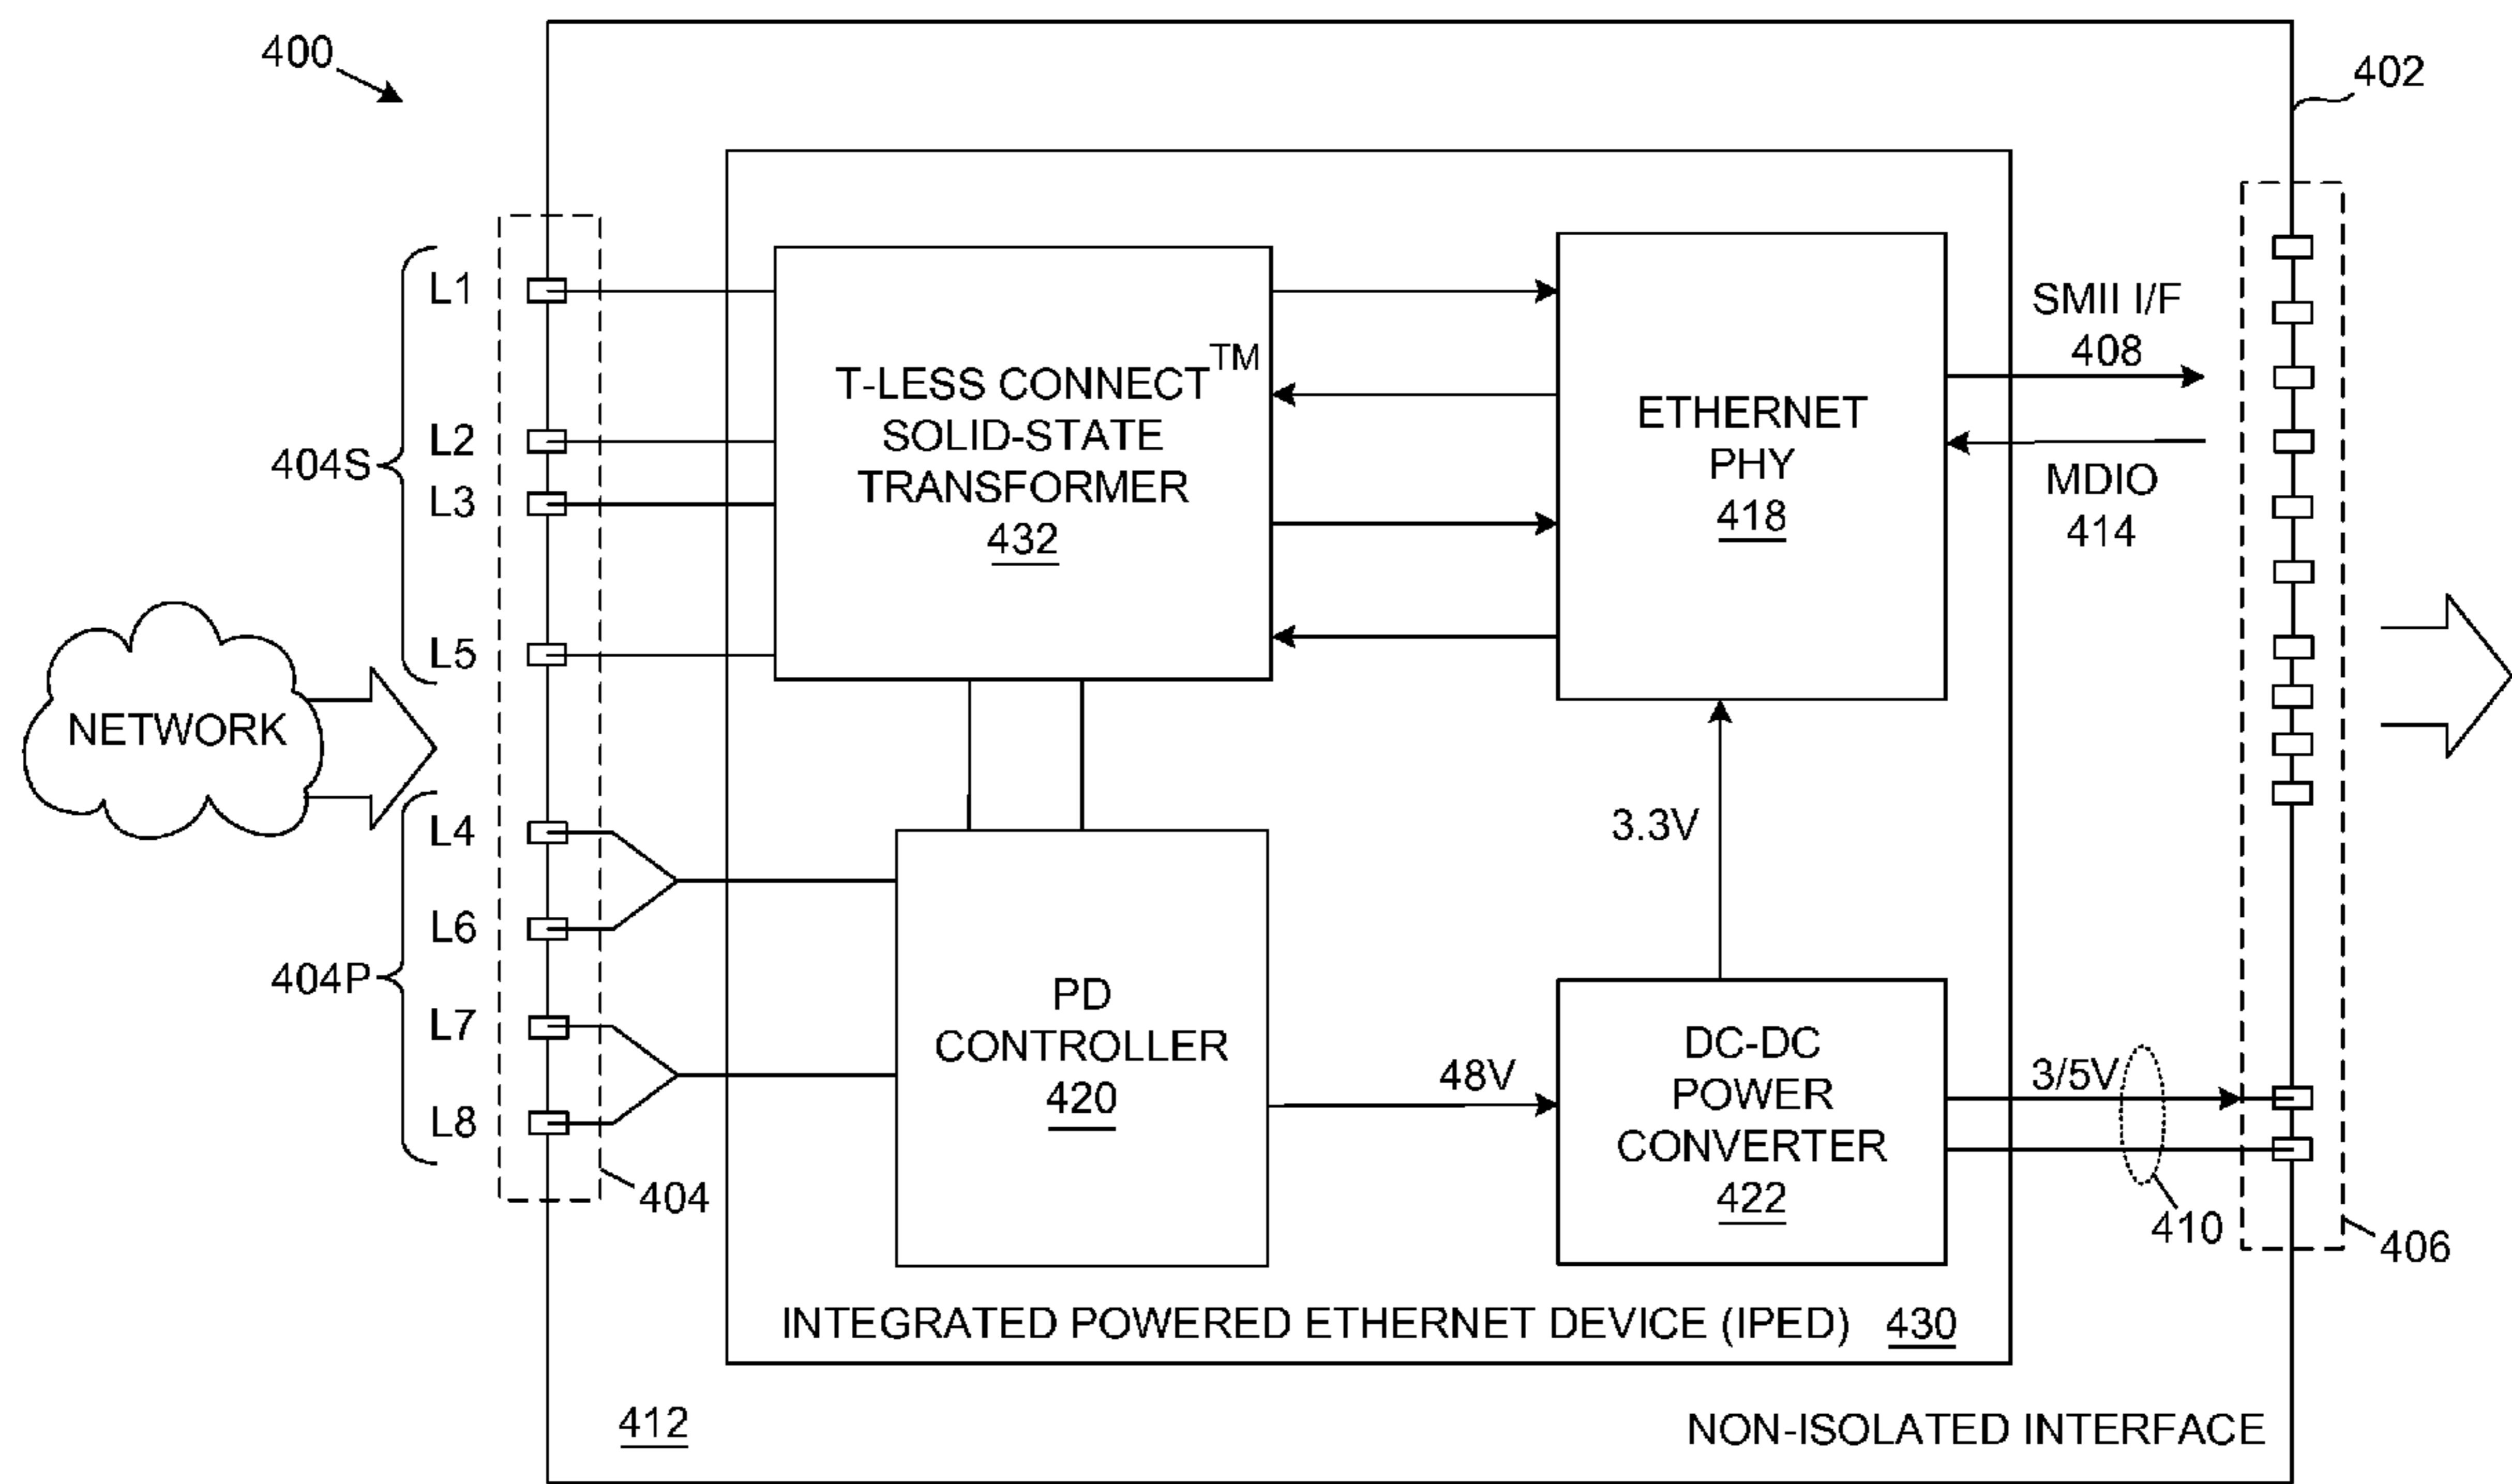 400
402
404S
L1
L2
L3
L5
NETWORK
404P
L4
L6
L7
L8
404
T-LESS CONNECT™
SOLID-STATE
TRANSFORMER
432
ETHERNET
PHY
418
SMII I/F
408
MDIO
414
3.3V
PD
CONTROLLER
420
48V
DC-DC
POWER
CONVERTER
422
3/5V
410
406
INTEGRATED POWERED ETHERNET DEVICE (IPED) 430
412
NON-ISOLATED INTERFACE